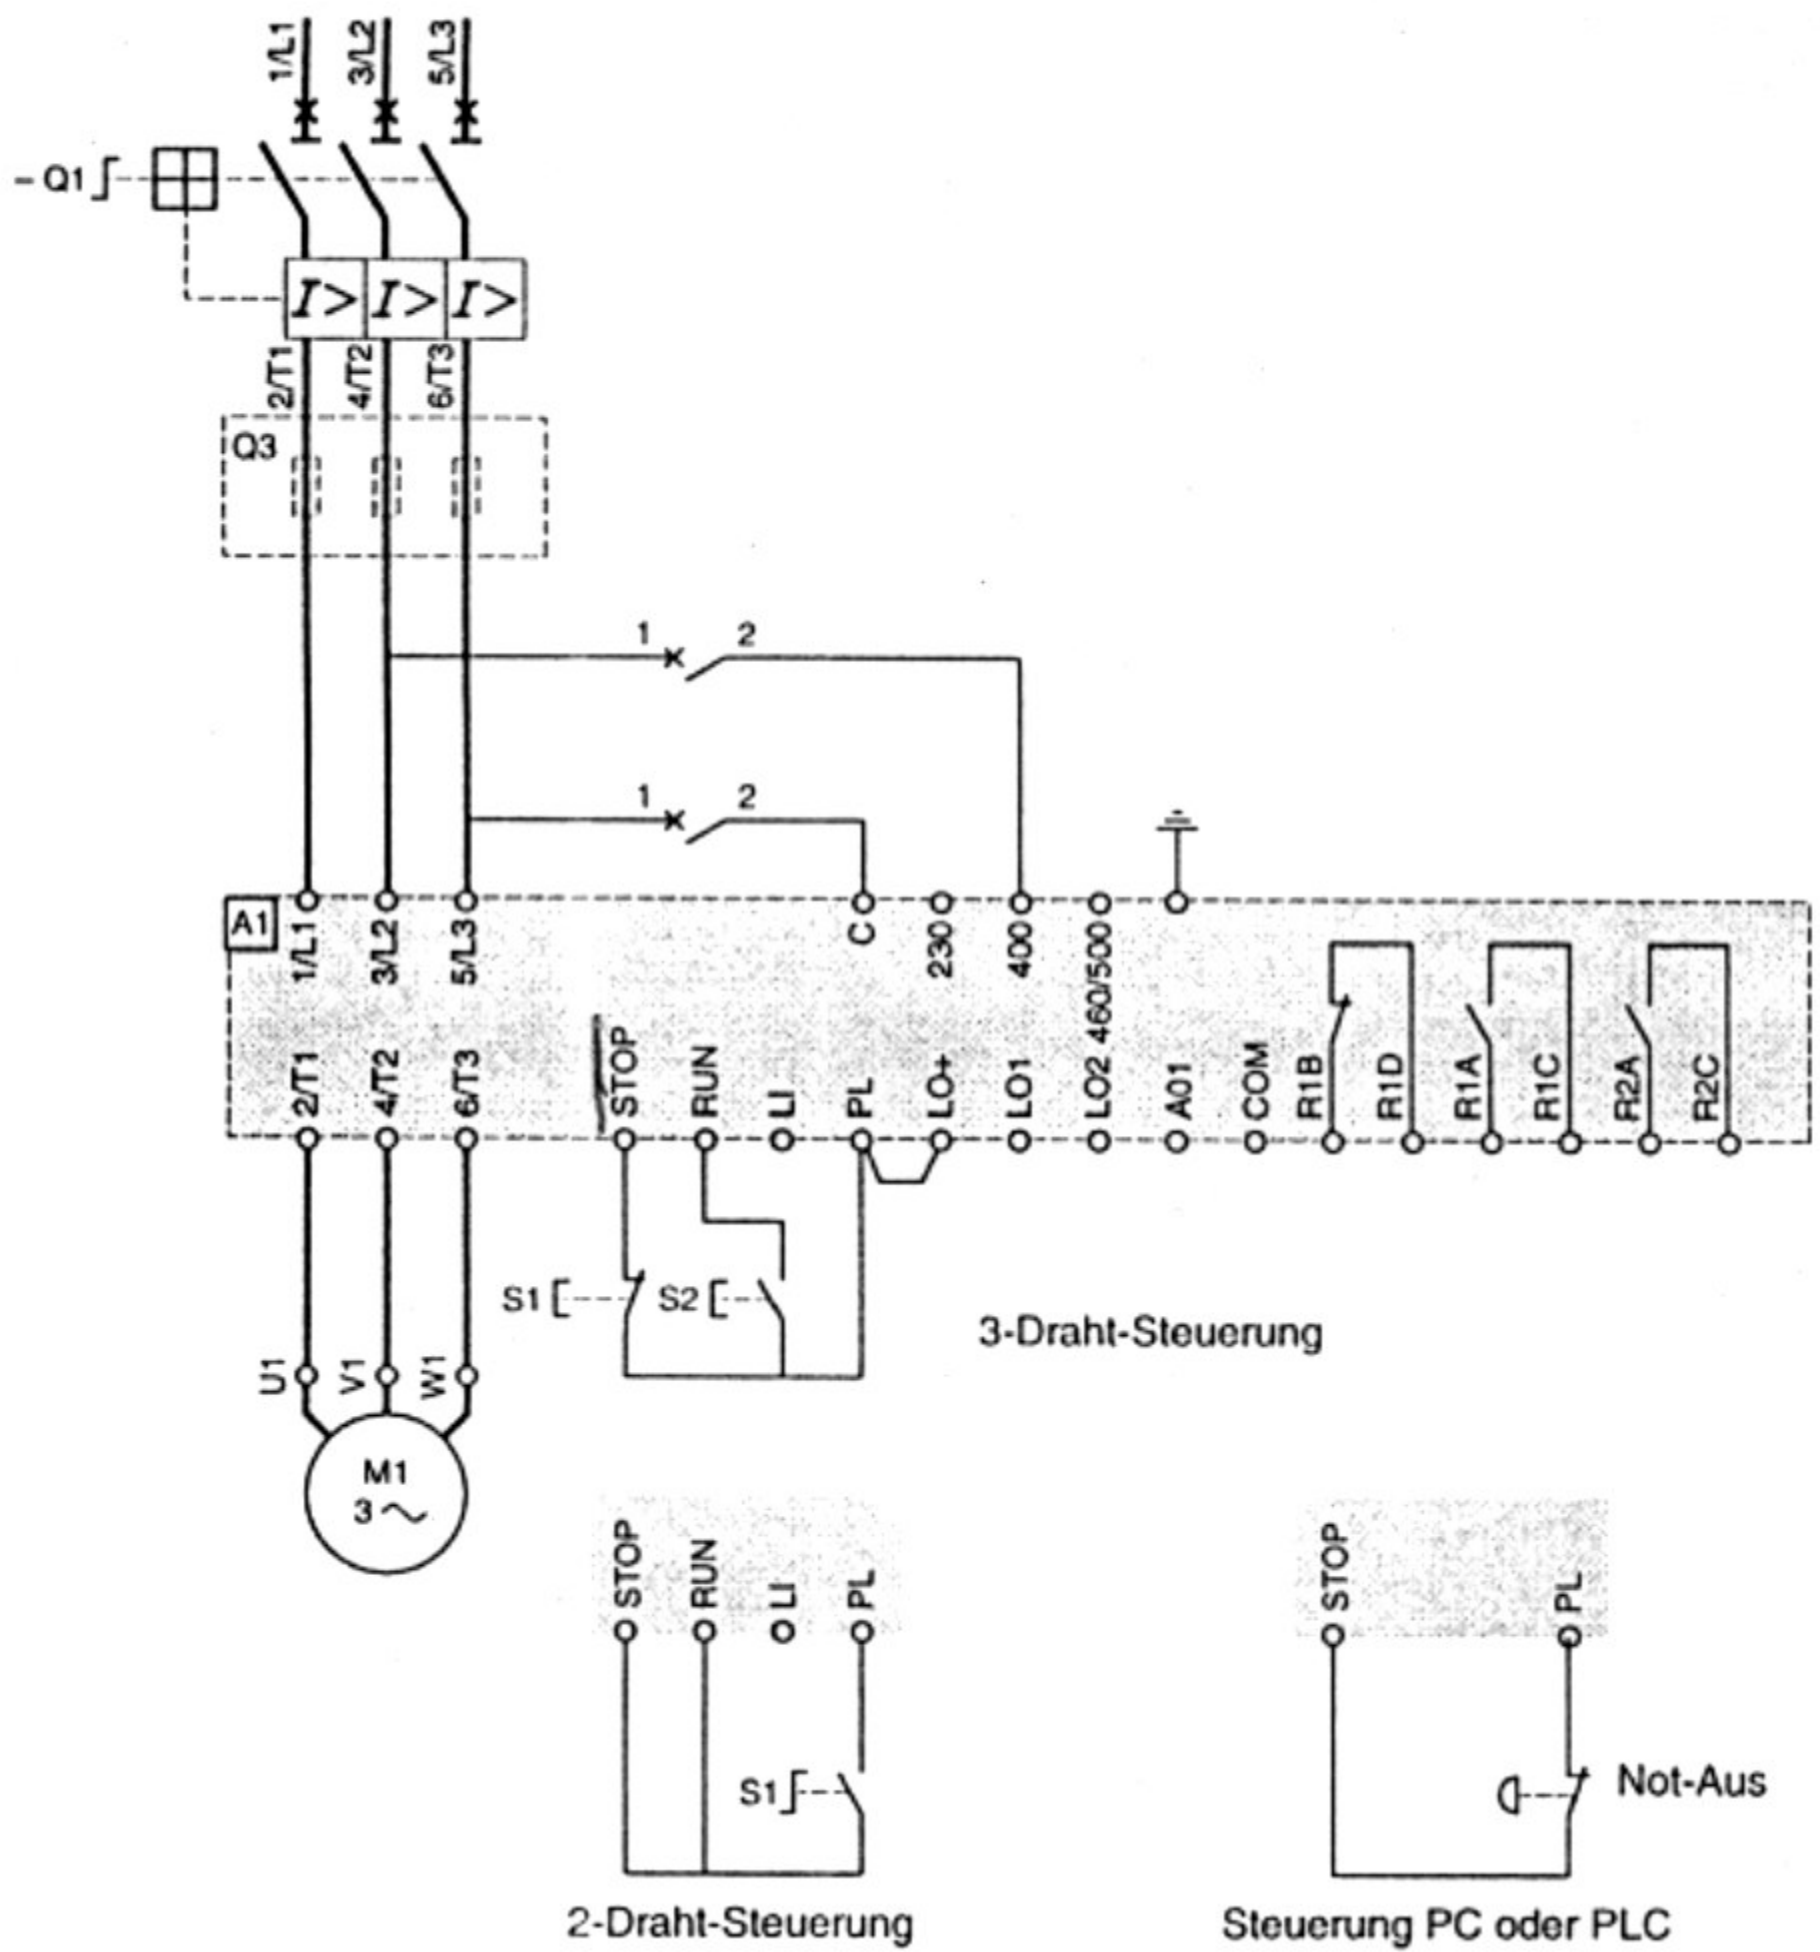 1/L1 3/L2 5/L3
- Q1
I> I> I>
2/T1 4/T2 6/T3
Q3
1 2
1 2
A1
1/L1 3/L2 5/L3 C 230 400 460/500
2/T1 4/T2 6/T3 STOP RUN LI PL LO+ LO1 LO2 A01 COM R1B R1D R1A R1C R2A R2C
S1 S2
3-Draht-Steuerung
U1 V1 W1
M1
3~
STOP RUN LI PL
S1
2-Draht-Steuerung
STOP PL
Not-Aus
Steuerung PC oder PLC